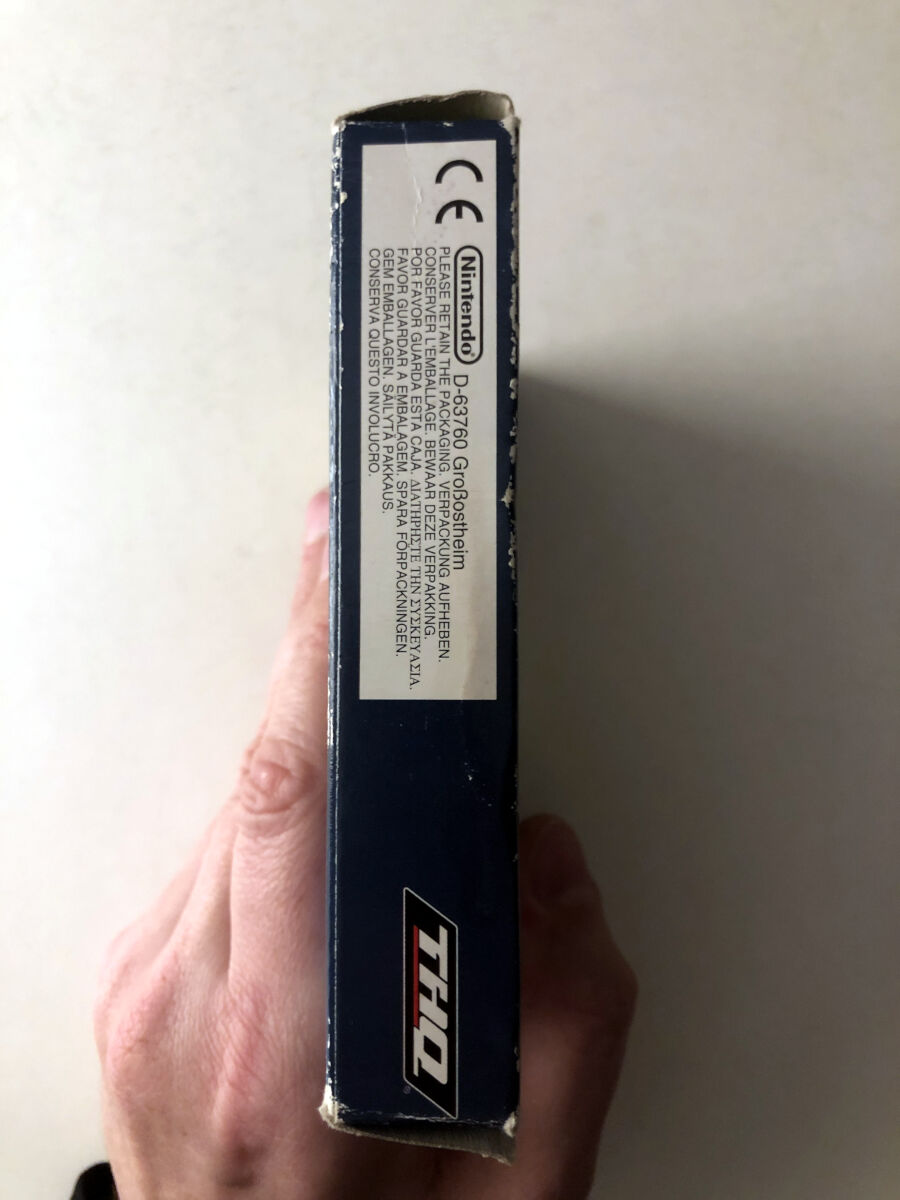 CE
Nintendo® D-63760 Großostheim
PLEASE RETAIN THE PACKAGING. VERPACKUNG AUFHEBEN.
CONSERVER L'EMBALLAGE. BEWAAR DEZE VERPAKKING.
POR FAVOR GUARDA ESTA CAJA. ΔΙΑΤΗΡΗΣΤΕ ΤΗΝ ΣΥΣΚΕΥΑΣΙΑ.
FAVOR GUARDAR A EMBALAGEM. SPARA FÖRPACKNINGEN.
GEM EMBALLAGEN. SÄILYTÄ PAKKAUS.
CONSERVA QUESTO INVOLUCRO.
THQ®